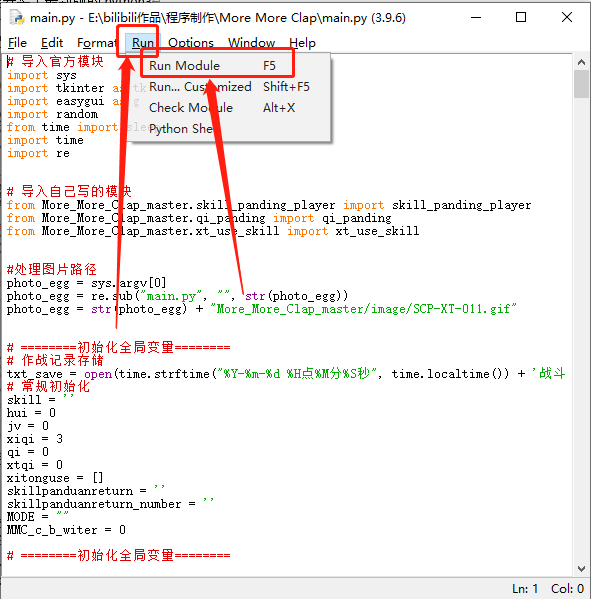 main.py - E:\bilibili作品\程序制作\More More Clap\main.py (3.9.6)
File Edit Format Run Options Window Help
Run Module F5
Run... Customized Shift+F5
Check Module Alt+X
Python Shell
# 导入官方模块
import sys
import tkinter as tk
import easygui as g
import random
from time import sleep
import time
import re
# 导入自己写的模块
from More_More_Clap_master.skill_panding_player import skill_panding_player
from More_More_Clap_master.qi_panding import qi_panding
from More_More_Clap_master.xt_use_skill import xt_use_skill
#处理图片路径
photo_egg = sys.argv[0]
photo_egg = re.sub("main.py", "", str(photo_egg))
photo_egg = str(photo_egg) + "More_More_Clap_master/image/SCP-XT-011.gif"
# ========初始化全局变量========
# 作战记录存储
txt_save = open(time.strftime("%Y-%m-%d %H点%M分%S秒", time.localtime()) + '战斗
# 常规初始化
skill = ''
hui = 0
jv = 0
xiqi = 3
qi = 0
xtqi = 0
xitonguse = []
skillpanduanreturn = ''
skillpanduanreturn_number = ''
MODE = ""
MMC_c_b_witer = 0
# ========初始化全局变量========
Ln: 1 Col: 0